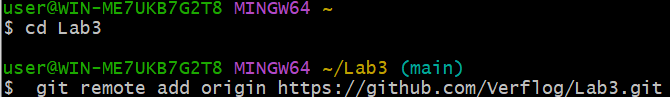 user@WIN-ME7UKB7G2T8 MINGW64 ~
$ cd Lab3
user@WIN-ME7UKB7G2T8 MINGW64 ~/Lab3 (main)
$  git remote add origin https://github.com/Verflog/Lab3.git